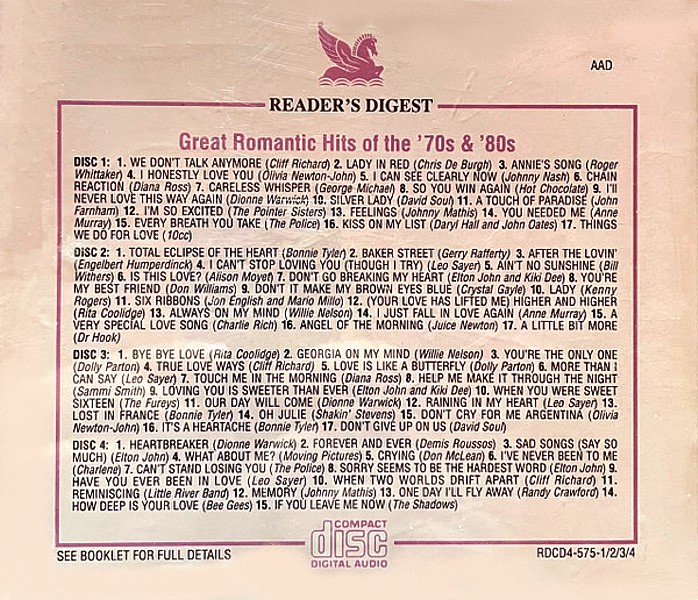 AAD
READER'S DIGEST
Great Romantic Hits of the '70s & '80s
DISC 1: 1. WE DON'T TALK ANYMORE (Cliff Richard) 2. LADY IN RED (Chris De Burgh) 3. ANNIE'S SONG (Roger
Whittaker) 4. I HONESTLY LOVE YOU (Olivia Newton-John) 5. I CAN SEE CLEARLY NOW (Johnny Nash) 6. CHAIN
REACTION (Diana Ross) 7. CARELESS WHISPER (George Michael) 8. SO YOU WIN AGAIN (Hot Chocolate) 9. I'll
NEVER LOVE THIS WAY AGAIN (Dionne Warwick) 10. SILVER LADY (David Soul) 11. A TOUCH OF PARADISE (John
Farnham) 12. I'M SO EXCITED (The Pointer Sisters) 13. FEELINGS (Johnny Mathis) 14. YOU NEEDED ME (Anne
Murray) 15. EVERY BREATH YOU TAKE (The Police) 16. KISS ON MY LIST (Daryl Hall and John Oates) 17. THINGS
WE DO FOR LOVE (10cc)
DISC 2: 1. TOTAL ECLIPSE OF THE HEART (Bonnie Tyler) 2. BAKER STREET (Gerry Rafferty) 3. AFTER THE LOVIN'
(Engelbert Humperdinck) 4. I CAN'T STOP LOVING YOU (THOUGH I TRY) (Leo Sayer) 5. AIN'T NO SUNSHINE (Bill
Withers) 6. IS THIS LOVE? (Alison Moyet) 7. DON'T GO BREAKING MY HEART (Elton John and Kiki Dee) 8. YOU'RE
MY BEST FRIEND (Don Williams) 9. DON'T IT MAKE MY BROWN EYES BLUE (Crystal Gayle) 10. LADY (Kenny
Rogers) 11. SIX RIBBONS (Jon English and Mario Millo) 12. (YOUR LOVE HAS LIFTED ME) HIGHER AND HIGHER
(Rita Coolidge) 13. ALWAYS ON MY MIND (Willie Nelson) 14. I JUST FALL IN LOVE AGAIN (Anne Murray) 15. A
VERY SPECIAL LOVE SONG (Charlie Rich) 16. ANGEL OF THE MORNING (Juice Newton) 17. A LITTLE BIT MORE
(Dr Hook)
DISC 3: 1. BYE BYE LOVE (Rita Coolidge) 2. GEORGIA ON MY MIND (Willie Nelson) 3. YOU'RE THE ONLY ONE
(Dolly Parton) 4. TRUE LOVE WAYS (Cliff Richard) 5. LOVE IS LIKE A BUTTERFLY (Dolly Parton) 6. MORE THAN I
CAN SAY (Leo Sayer) 7. TOUCH ME IN THE MORNING (Diana Ross) 8. HELP ME MAKE IT THROUGH THE NIGHT
(Sammi Smith) 9. LOVING YOU IS SWEETER THAN EVER (Elton John and Kiki Dee) 10. WHEN YOU WERE SWEET
SIXTEEN (The Fureys) 11. OUR DAY WILL COME (Dionne Warwick) 12. RAINING IN MY HEART (Leo Sayer) 13.
LOST IN FRANCE (Bonnie Tyler) 14. OH JULIE (Shakin' Stevens) 15. DON'T CRY FOR ME ARGENTINA (Olivia
Newton-John) 16. IT'S A HEARTACHE (Bonnie Tyler) 17. DON'T GIVE UP ON US (David Soul)
DISC 4: 1. HEARTBREAKER (Dionne Warwick) 2. FOREVER AND EVER (Demis Roussos) 3. SAD SONGS (SAY SO
MUCH) (Elton John) 4. WHAT ABOUT ME? (Moving Pictures) 5. CRYING (Don McLean) 6. I'VE NEVER BEEN TO ME
(Charlene) 7. CAN'T STAND LOSING YOU (The Police) 8. SORRY SEEMS TO BE THE HARDEST WORD (Elton John) 9.
HAVE YOU EVER BEEN IN LOVE (Leo Sayer) 10. WHEN TWO WORLDS DRIFT APART (Cliff Richard) 11.
REMINISCING (Little River Band) 12. MEMORY (Johnny Mathis) 13. ONE DAY I'LL FLY AWAY (Randy Crawford) 14.
HOW DEEP IS YOUR LOVE (Bee Gees) 15. IF YOU LEAVE ME NOW (The Shadows)
COMPACT
disc
DIGITAL AUDIO
SEE BOOKLET FOR FULL DETAILS
RDCD4-575-1/2/3/4